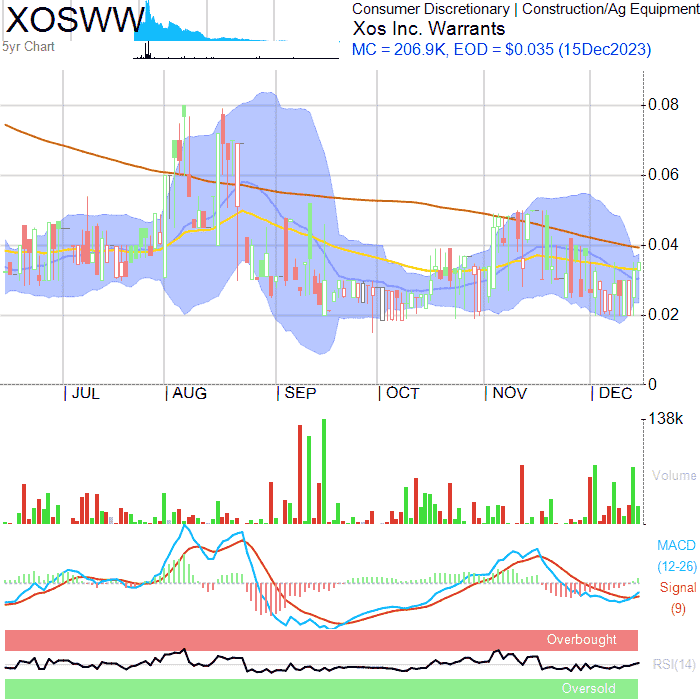 XOSWW
5yr Chart
Consumer Discretionary | Construction/Ag Equipment
Xos Inc. Warrants
MC = 206.9K, EOD = $0.035 (15Dec2023)
0.08
0.06
0.04
0.02
0
JUL AUG SEP OCT NOV DEC
138k
Volume
MACD
(12-26)
Signal
(9)
Overbought
RSI(14)
Oversold